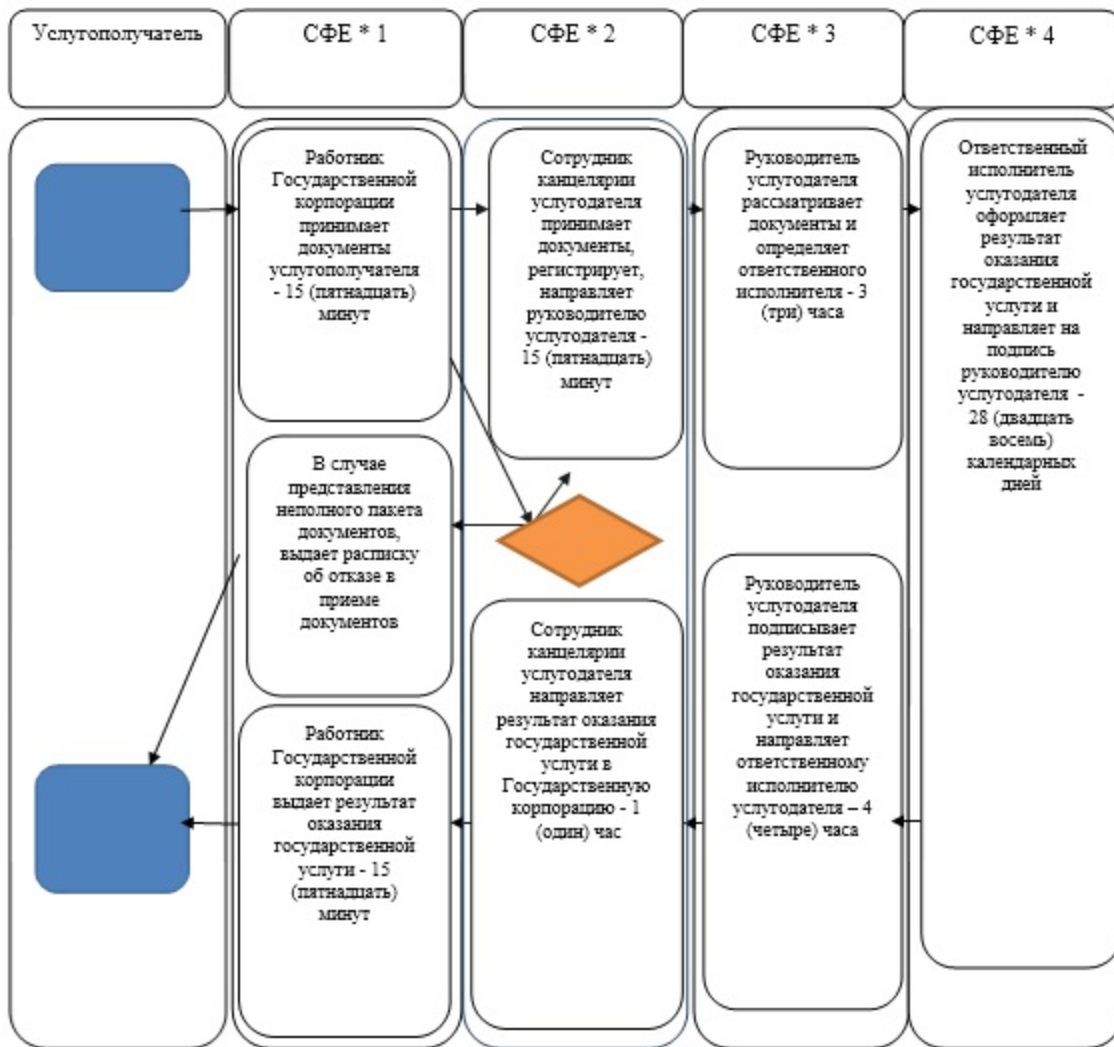 Услугополучатель
СФЕ * 1
СФЕ * 2
СФЕ * 3
СФЕ * 4
Работник
Государственной
корпорации
принимает
документы
услугополучателя
- 15 (пятнадцать)
минут
Сотрудник
канцелярии
услугодателя
принимает
документы,
регистрирует,
направляет
руководителю
услугодателя -
15 (пятнадцать)
минут
Руководитель
услугодателя
рассматривает
документы и
определяет
ответственного
исполнителя - 3
(три) часа
Ответственный
исполнитель
услугодателя
оформляет
результат
оказания
государственной
услуги и
направляет на
подпись
руководителю
услугодателя -
28 (двадцать
восемь)
календарных
дней
В случае
представления
неполного пакета
документов,
выдает расписку
об отказе в
приеме
документов
Руководитель
услугодателя
подписывает
результат
оказания
государственной
услуги и
направляет
ответственному
исполнителю
услугодателя – 4
(четыре) часа
Сотрудник
канцелярии
услугодателя
направляет
результат оказания
государственной
услуги в
Государственную
корпорацию - 1
(один) час
Работник
Государственной
корпорации
выдает результат
оказания
государственной
услуги - 15
(пятнадцать)
минут